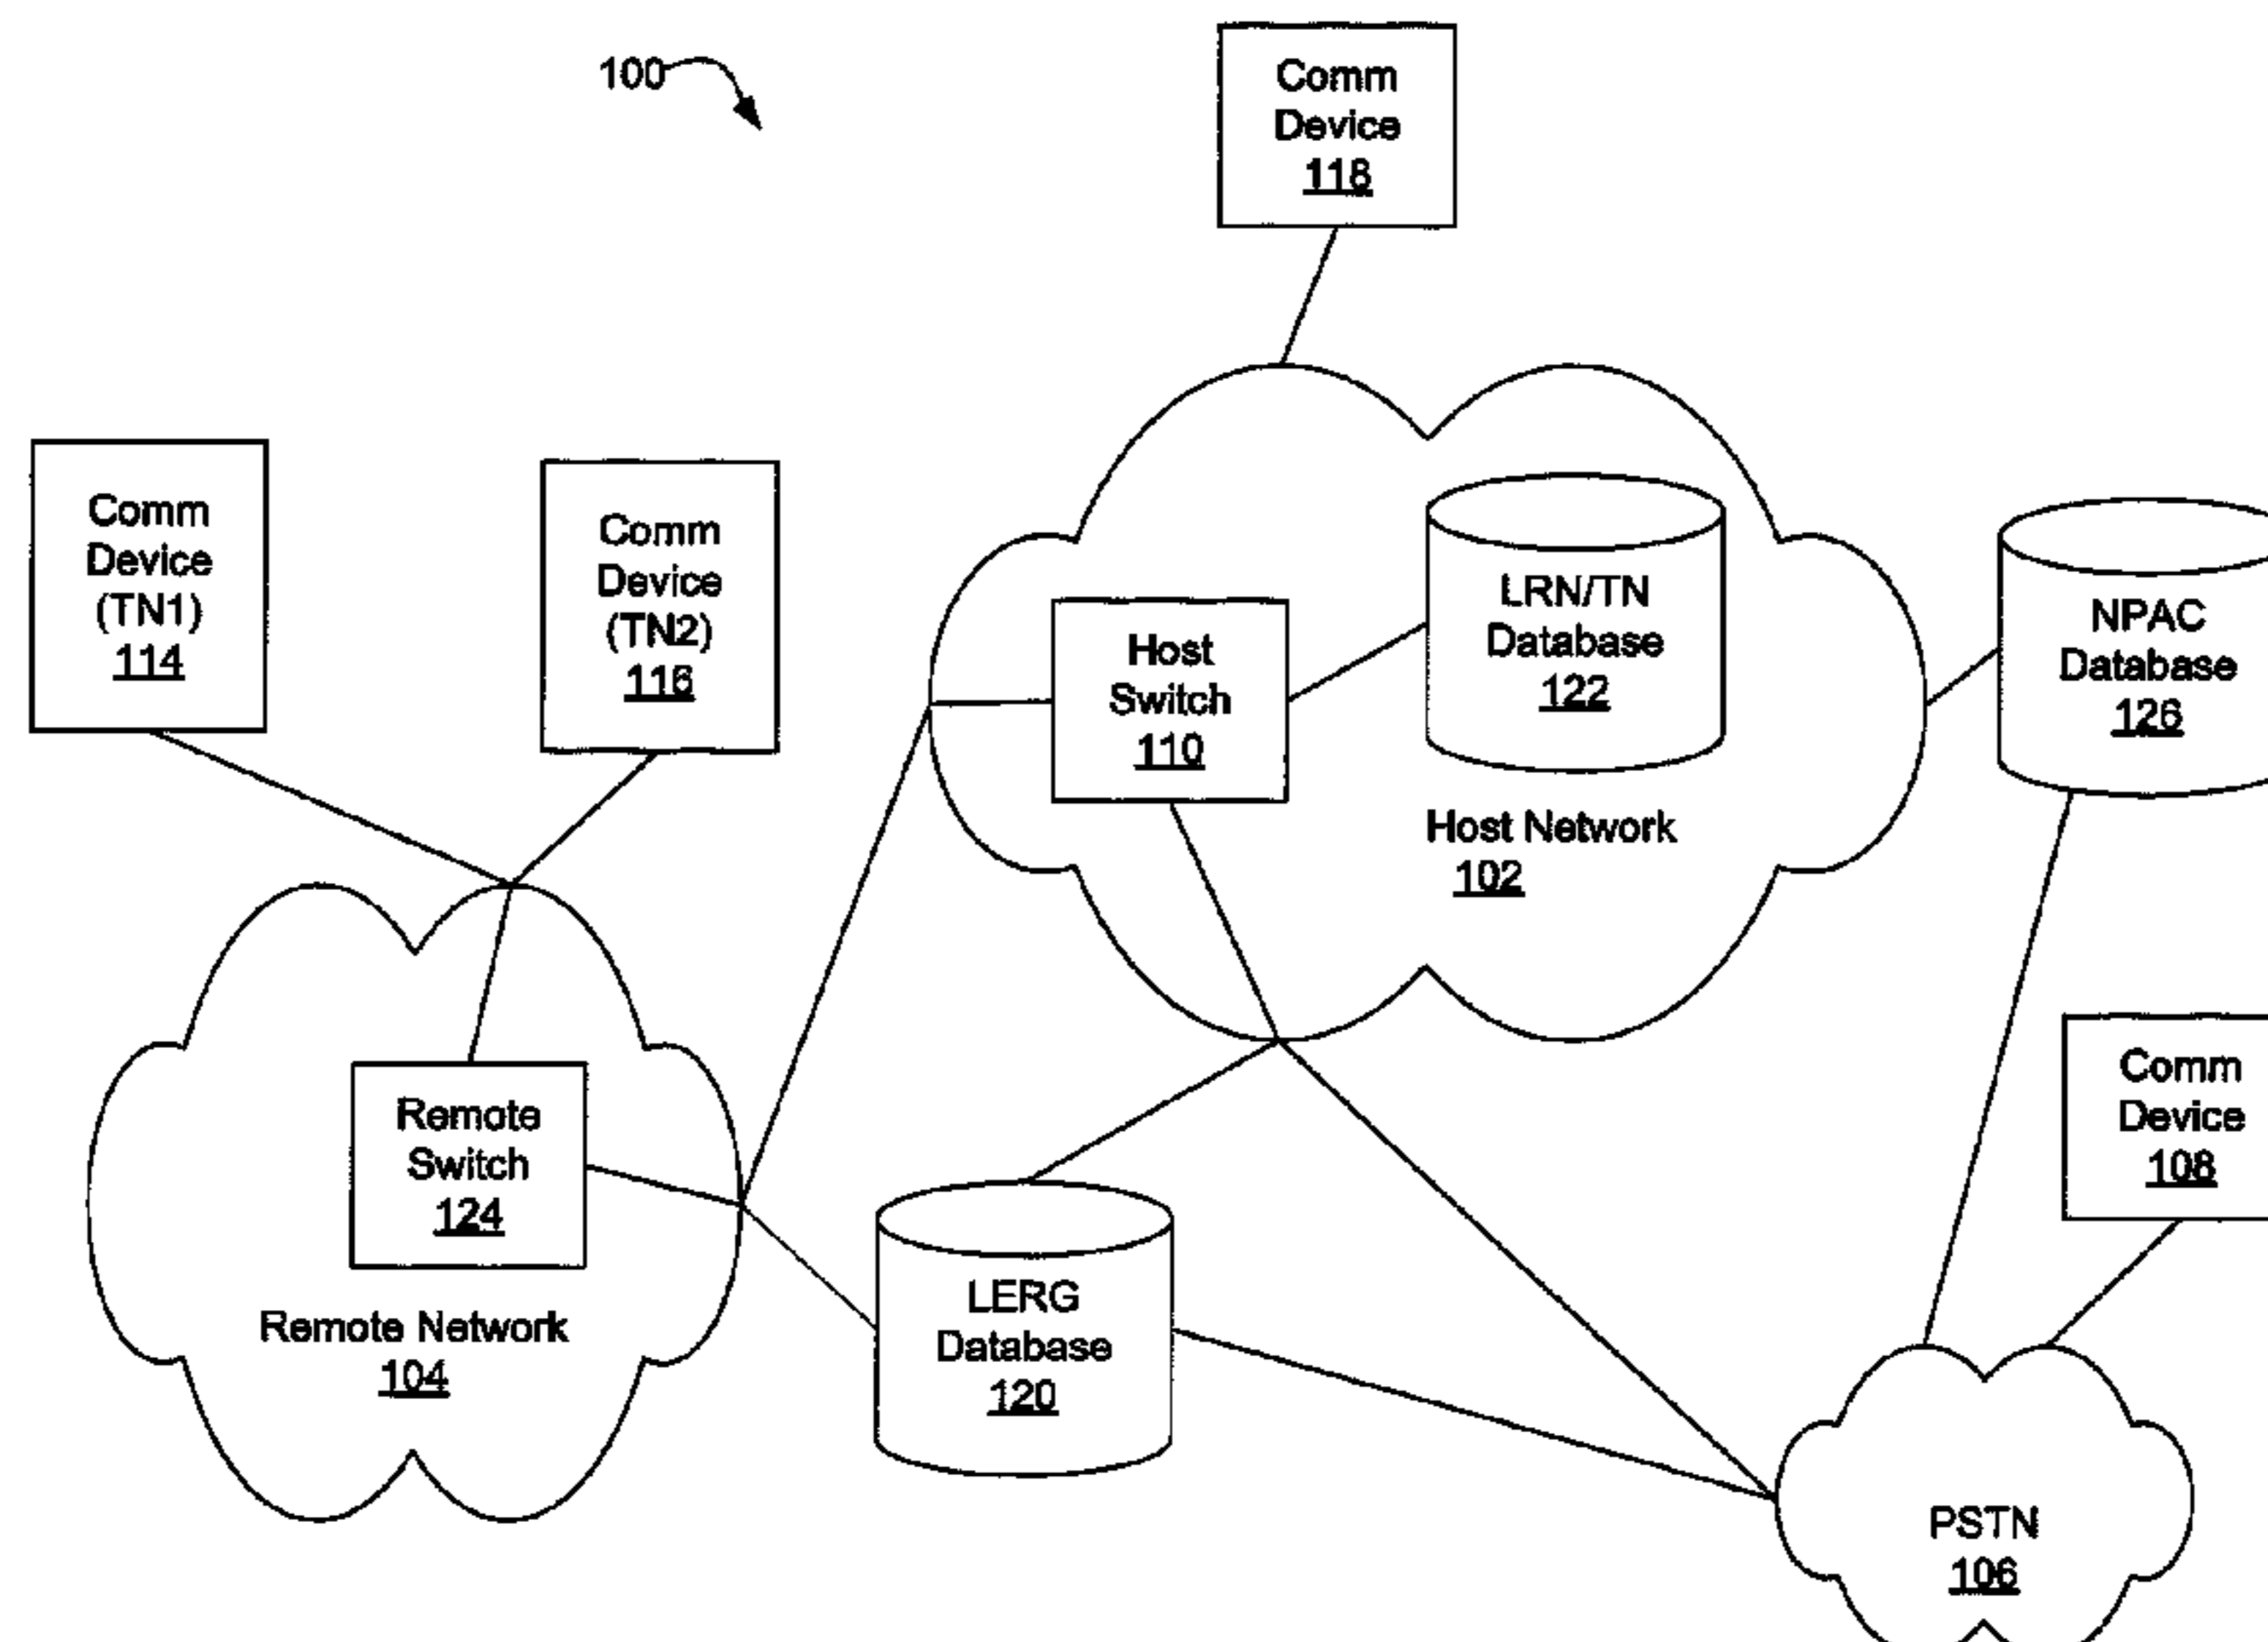 100
Comm
Device
118
Comm
Device
(TN1)
114
Comm
Device
(TN2)
116
Host
Switch
110
LRN/TN
Database
122
Host Network
102
NPAC
Database
126
Remote
Switch
124
Remote Network
104
LERG
Database
120
Comm
Device
108
PSTN
106